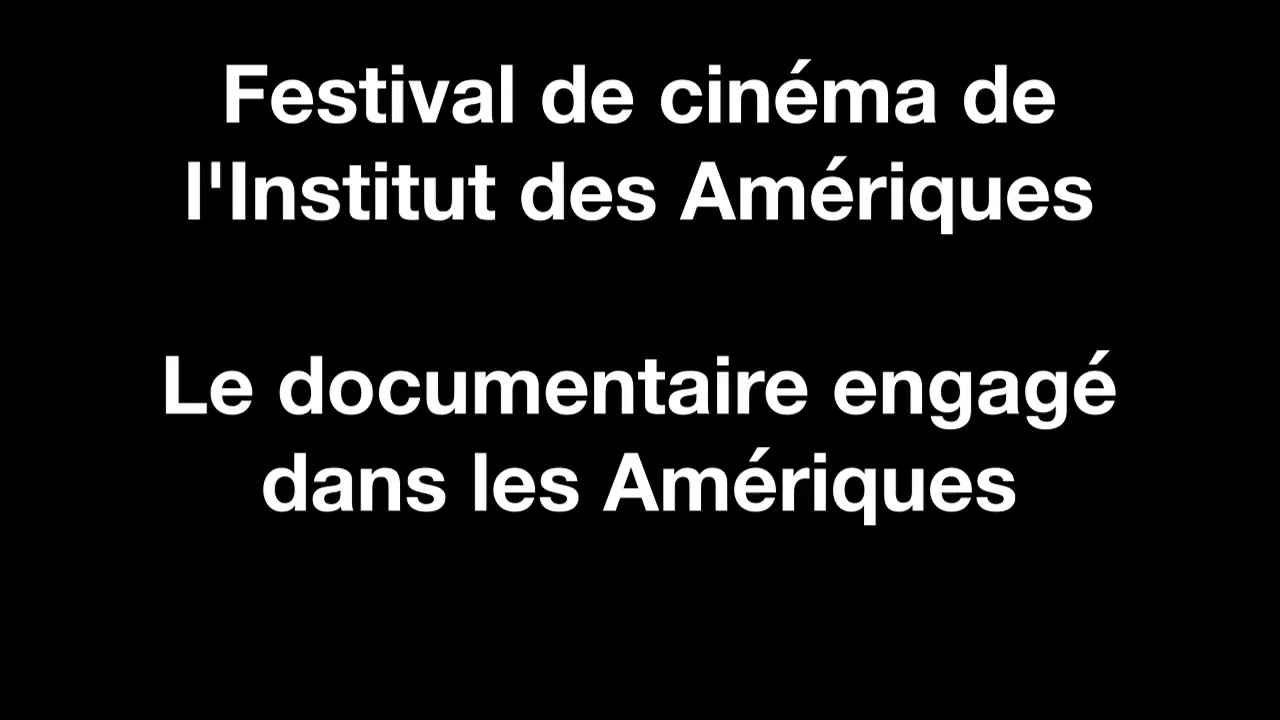 Festival de cinéma de
l'Institut des Amériques
Le documentaire engagé
dans les Amériques